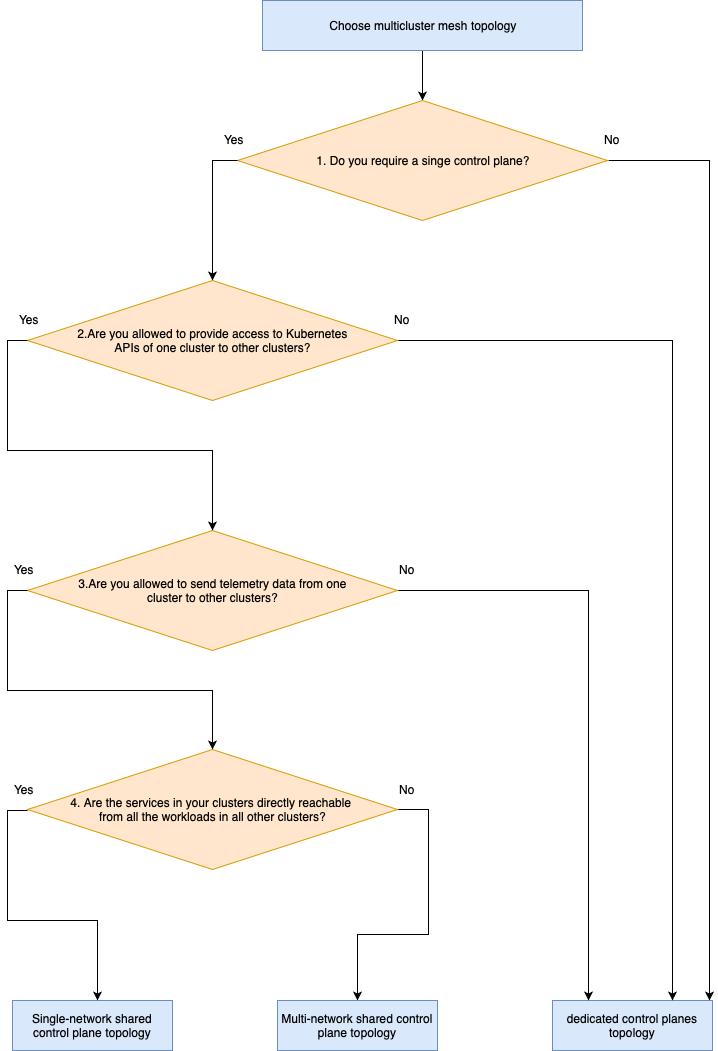 Choose multicluster mesh topology
Yes
No
1. Do you require a singe control plane?
Yes
No
2.Are you allowed to provide access to Kubernetes
APIs of one cluster to other clusters?
Yes
No
3.Are you allowed to send telemetry data from one
cluster to other clusters?
Yes
No
4. Are the services in your clusters directly reachable
from all the workloads in all other clusters?
Single-network shared
control plane topology
Multi-network shared control
plane topology
dedicated control planes
topology